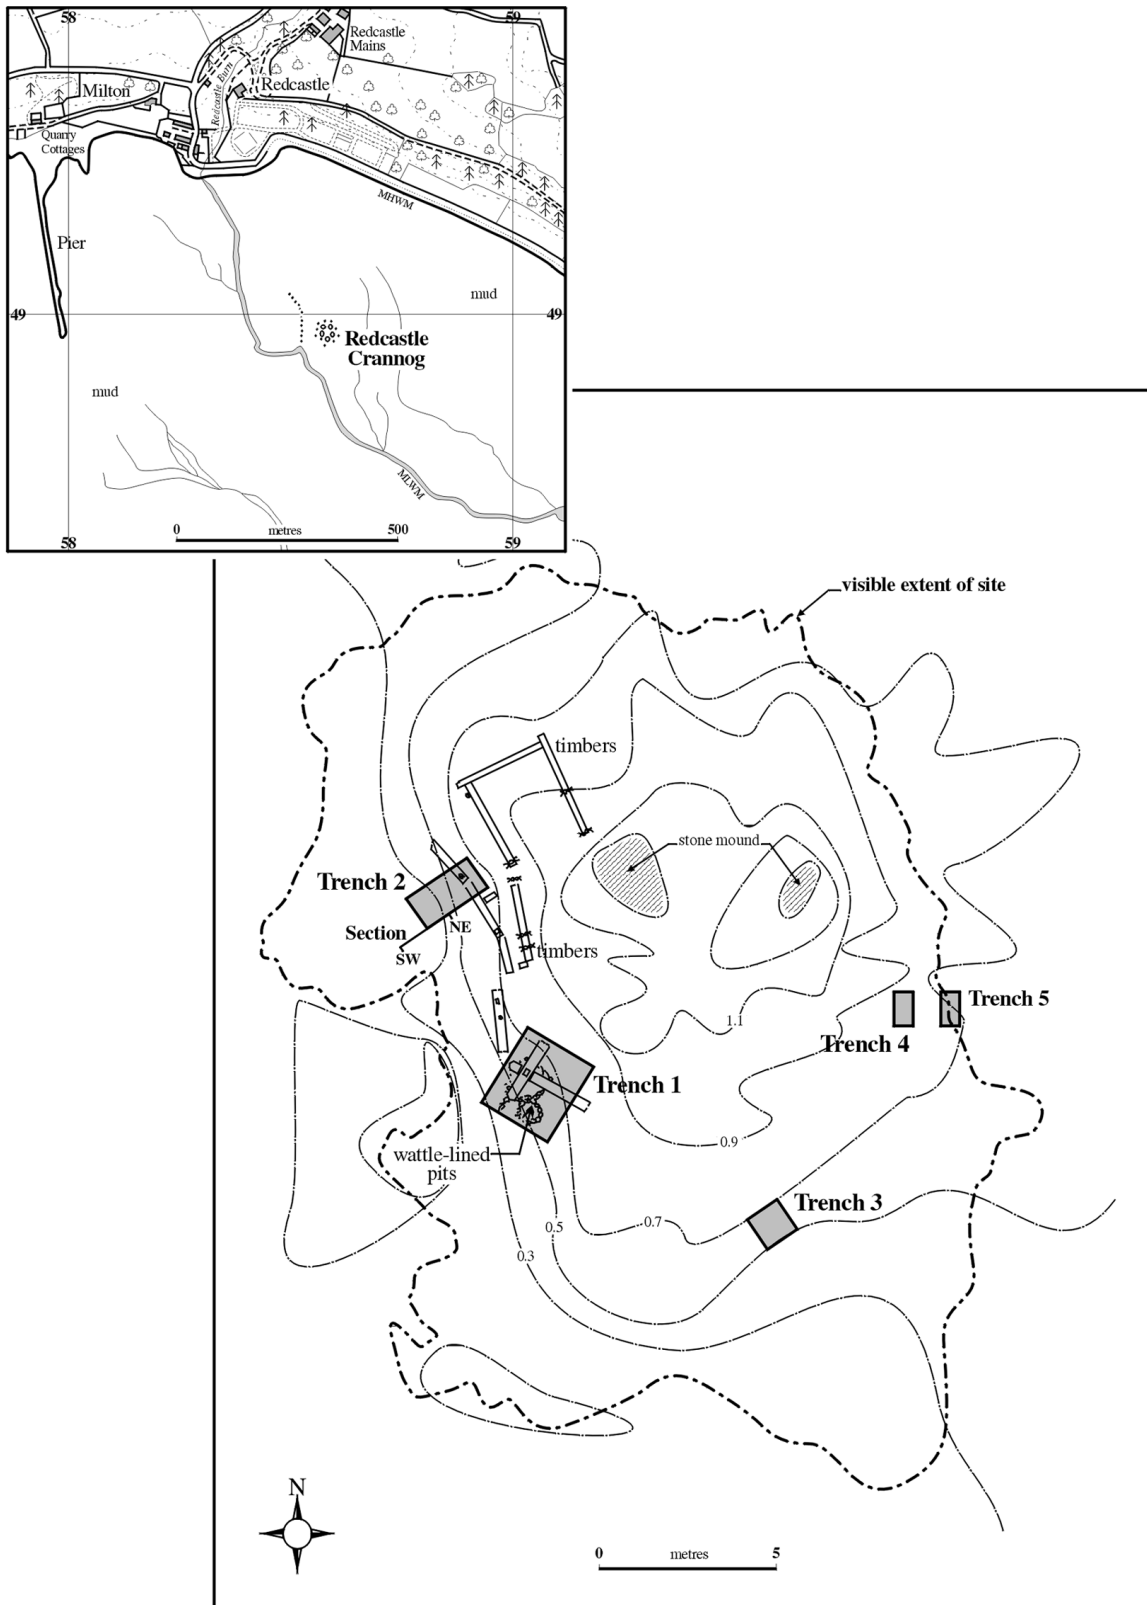 58
59
Redcastle
Mains
Milton
Redcastle Burn
Redcastle
Quarry
Cottages
MHWM
Pier
mud
49
49
Redcastle
Crannog
mud
MLWM
0
metres
500
58
59
visible extent of site
timbers
stone mound
Trench 2
Section
NE
SW
timbers
Trench 5
1.1
Trench 4
Trench 1
0.9
wattle-lined
pits
Trench 3
0.7
0.5
0.3
N
0
metres
5